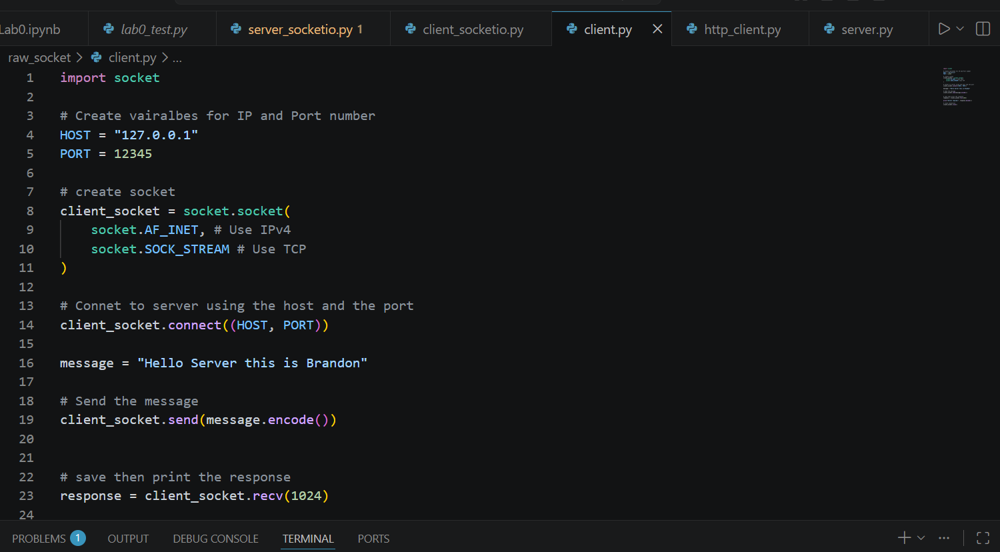 Lab0.ipynb lab0_test.py server_socketio.py 1 client_socketio.py client.py http_client.py server.py
raw_socket > client.py > ...
1 import socket
2
3 # Create vairalbes for IP and Port number
4 HOST = "127.0.0.1"
5 PORT = 12345
6
7 # create socket
8 client_socket = socket.socket(
9     socket.AF_INET, # Use IPv4
10     socket.SOCK_STREAM # Use TCP
11 )
12
13 # Connet to server using the host and the port
14 client_socket.connect((HOST, PORT))
15
16 message = "Hello Server this is Brandon"
17
18 # Send the message
19 client_socket.send(message.encode())
20
21
22 # save then print the response
23 response = client_socket.recv(1024)
24
PROBLEMS 1 OUTPUT DEBUG CONSOLE TERMINAL PORTS